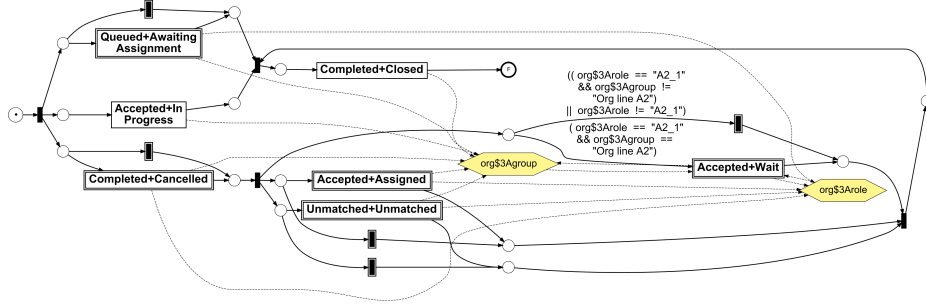 Queued+Awaiting
Assignment
Completed+Closed
F
Accepted+In
Progress
(( org$3Arole == "A2_1"
&& org$3Agroup !=
"Org line A2")
|| org$3Arole != "A2_1")
( org$3Arole == "A2_1"
&& org$3Agroup ==
"Org line A2")
org$3Agroup
Accepted+Wait
Completed+Cancelled
Accepted+Assigned
org$3Arole
Unmatched+Unmatched